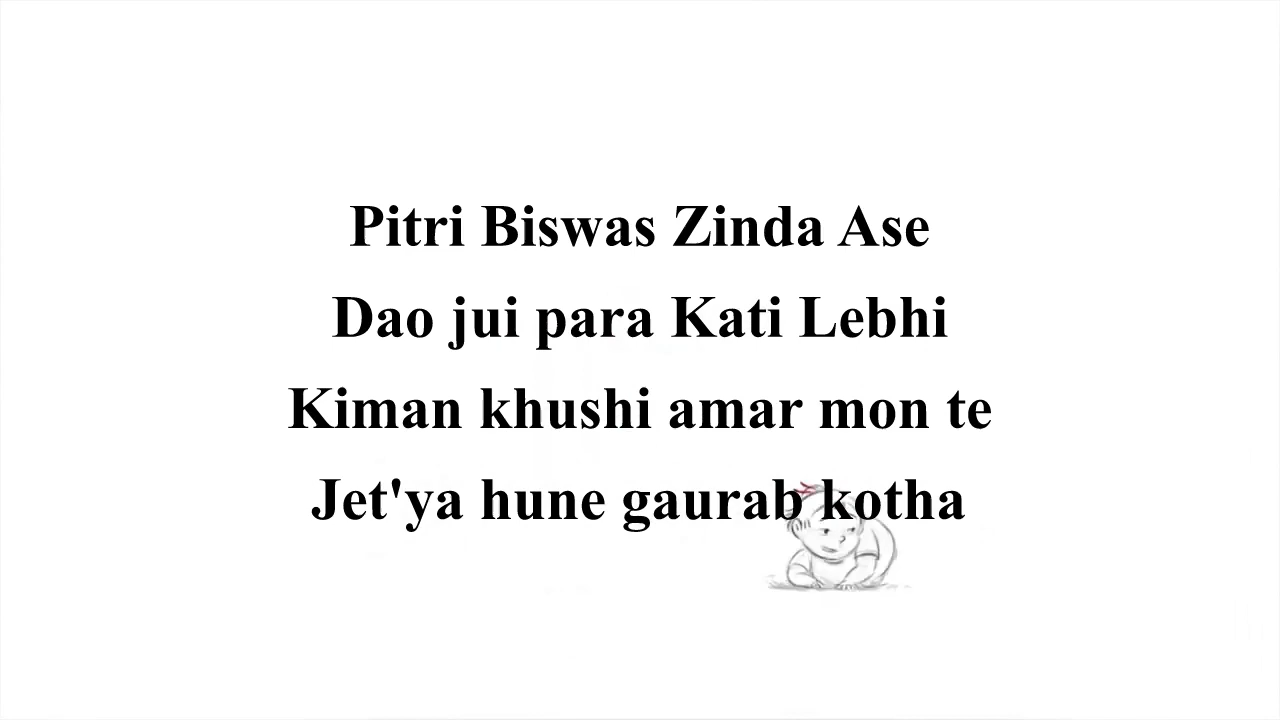 Pitri Biswas Zinda Ase
Dao jui para Kati Lebhi
Kiman khushi amar mon te
Jet'ya hune gaurab kotha